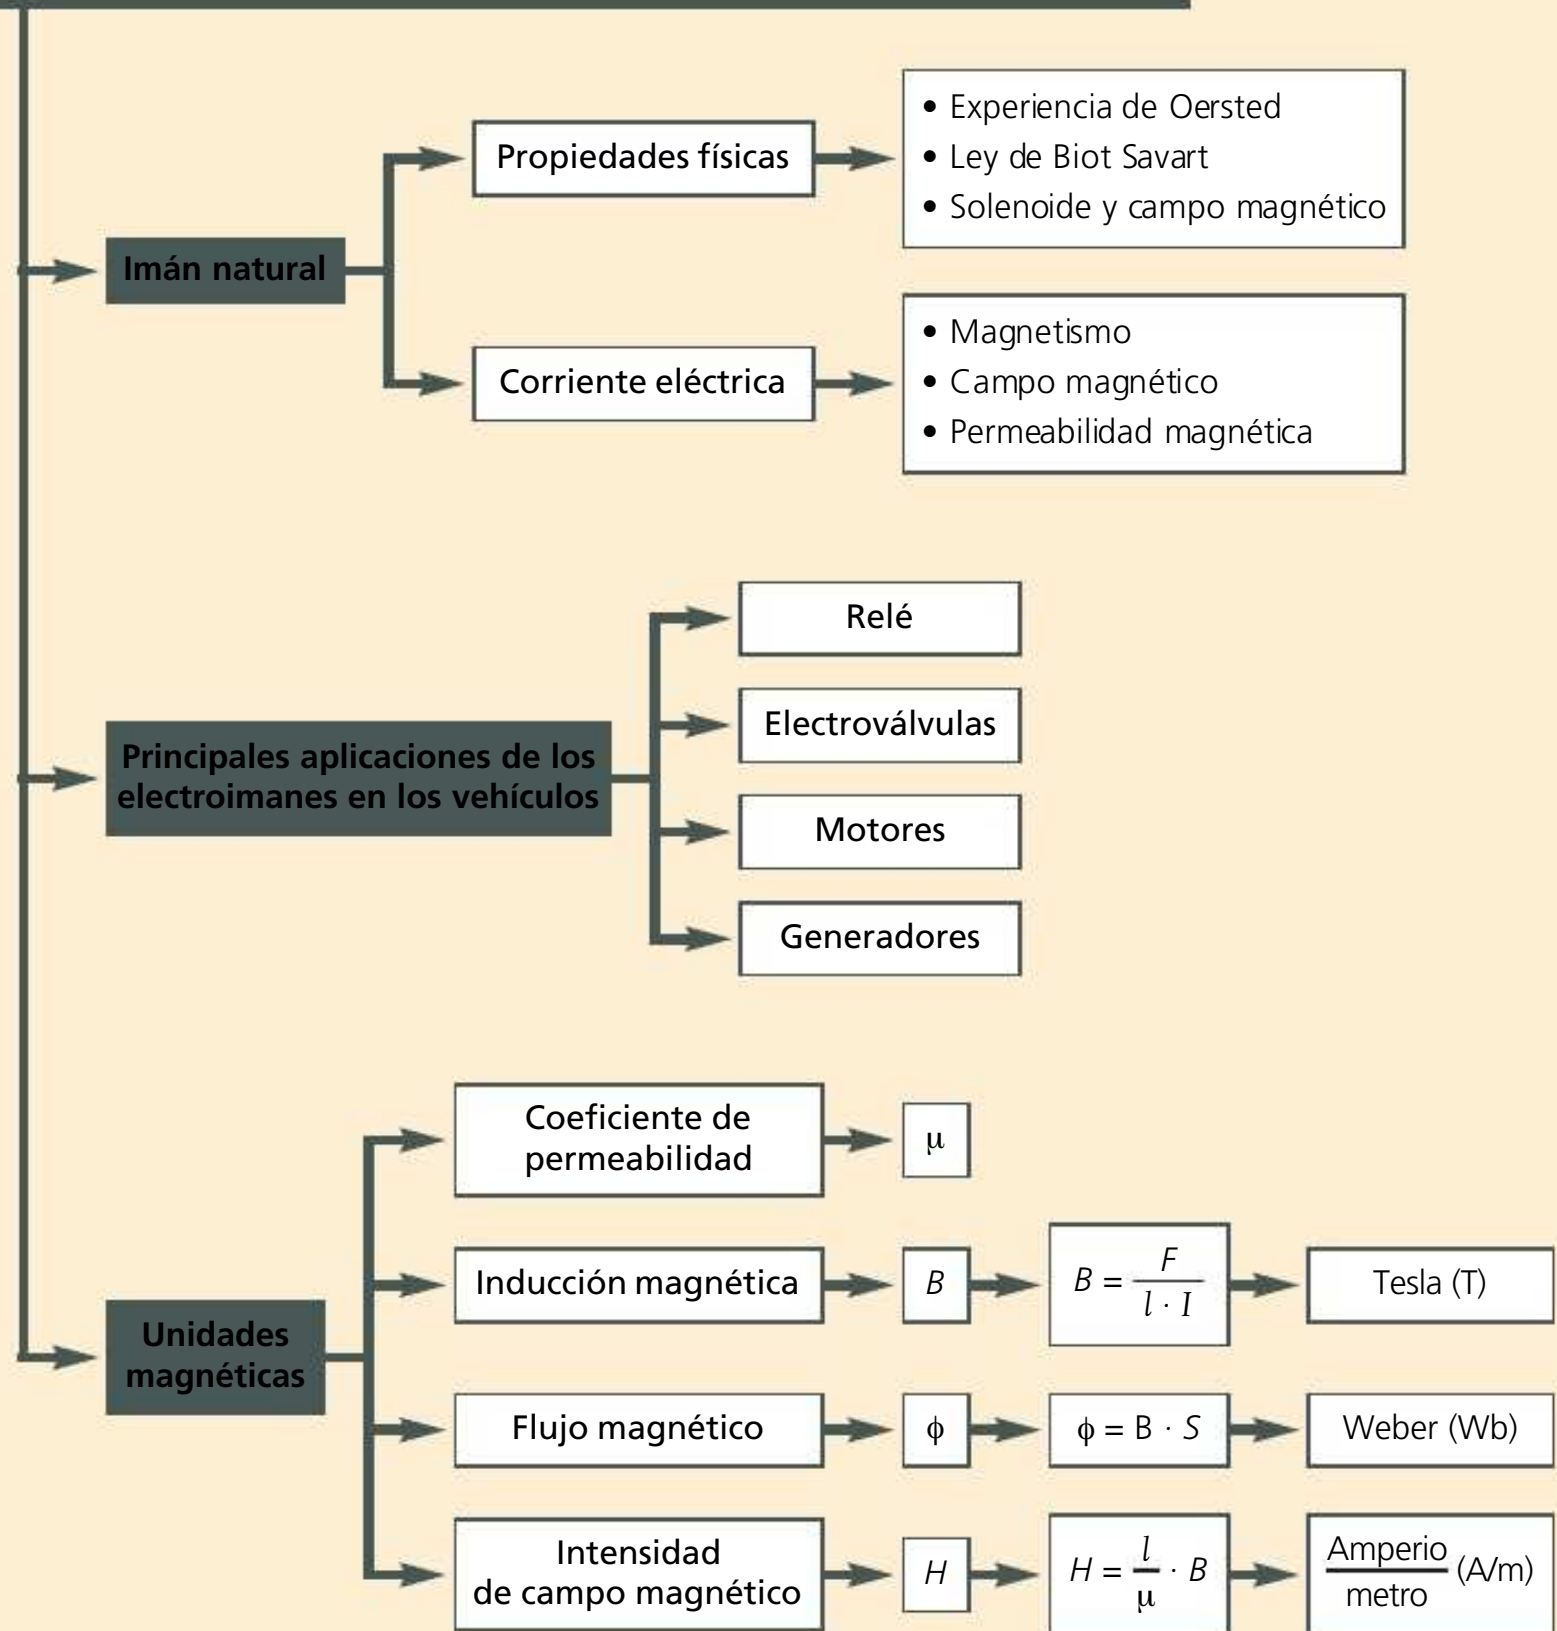 Propiedades físicas
• Experiencia de Oersted
• Ley de Biot Savart
• Solenoide y campo magnético
Imán natural
Corriente eléctrica
• Magnetismo
• Campo magnético
• Permeabilidad magnética
Principales aplicaciones de los
electroimanes en los vehículos
Relé
Electroválvulas
Motores
Generadores
Unidades
magnéticas
Coeficiente de
permeabilidad
μ
Inducción magnética
B
B = F / l · I
Tesla (T)
Flujo magnético
ϕ
ϕ = B · S
Weber (Wb)
Intensidad
de campo magnético
H
H = l / μ · B
Amperio / metro (A/m)